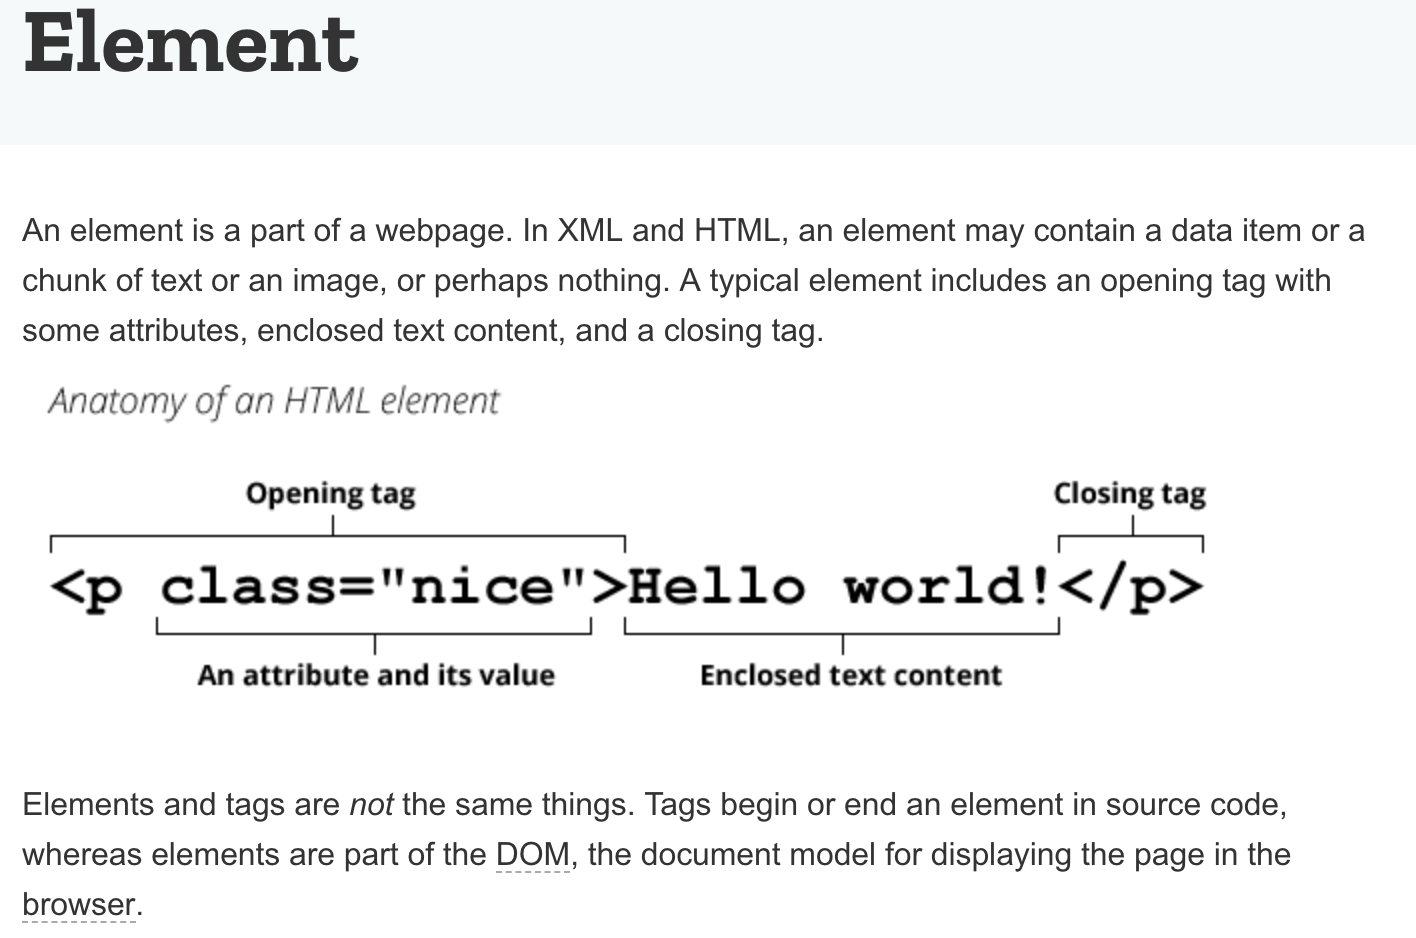 Element
An element is a part of a webpage. In XML and HTML, an element may contain a data item or a
chunk of text or an image, or perhaps nothing. A typical element includes an opening tag with
some attributes, enclosed text content, and a closing tag.
Anatomy of an HTML element
Opening tag Closing tag
<p class="nice">Hello world!</p>
An attribute and its value Enclosed text content
Elements and tags are not the same things. Tags begin or end an element in source code,
whereas elements are part of the DOM, the document model for displaying the page in the
browser.